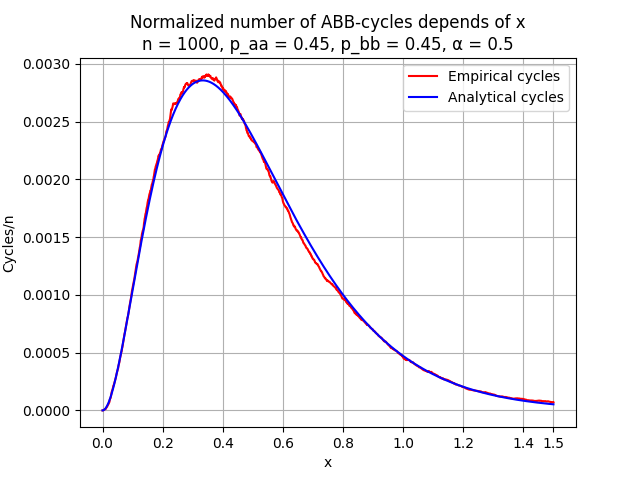 Normalized number of ABB-cycles depends of x
n = 1000, p_aa = 0.45, p_bb = 0.45, α = 0.5
Empirical cycles
Analytical cycles
Cycles/n
0.0030
0.0025
0.0020
0.0015
0.0010
0.0005
0.0000
0.0 0.2 0.4 0.6 0.8 1.0 1.2 1.4 1.5
x